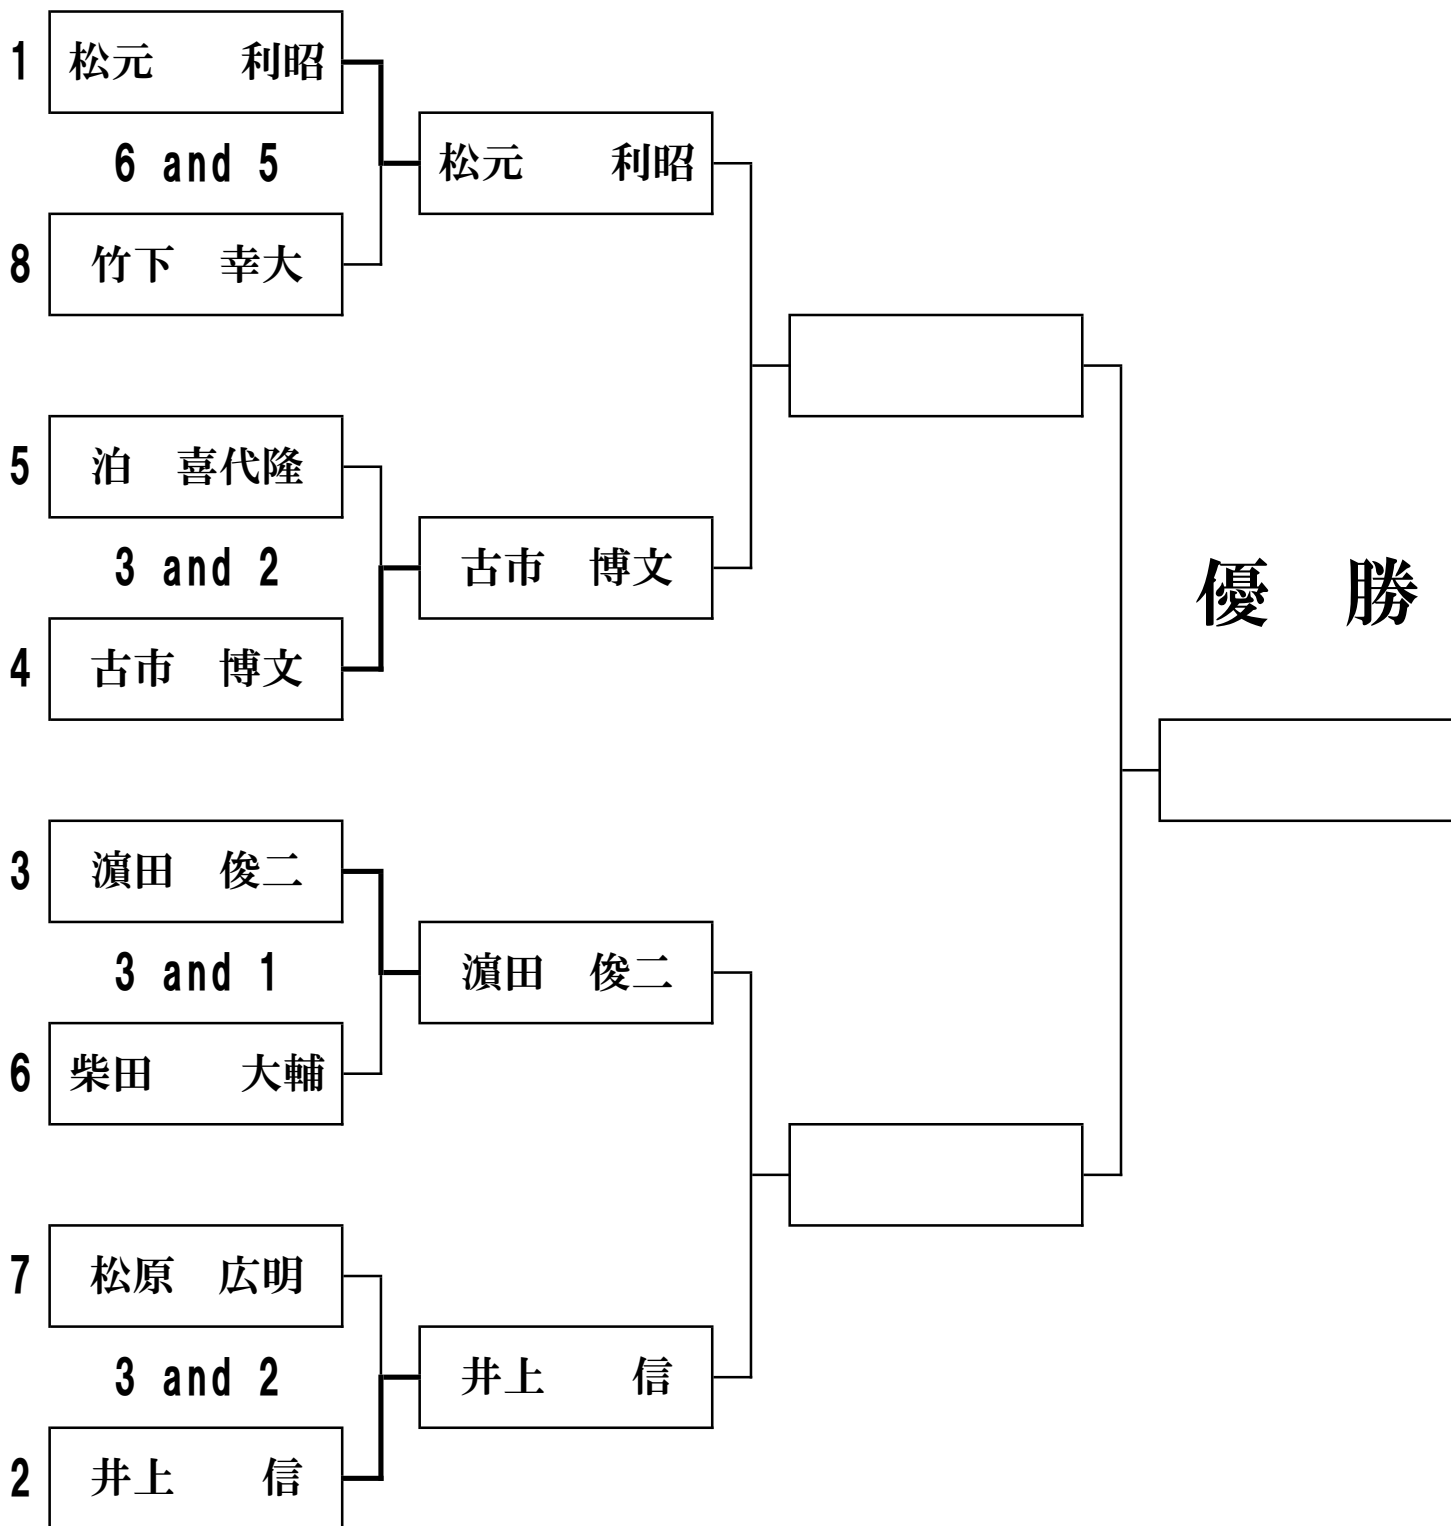 1 松元　　利昭
6 and 5
松元　　利昭
8 竹下　幸大
5 泊　喜代隆
3 and 2
古市　博文
優　勝
4 古市　博文
3 濵田　俊二
3 and 1
濵田　俊二
6 柴田　　大輔
7 松原　広明
3 and 2
井上　　信
2 井上　　信